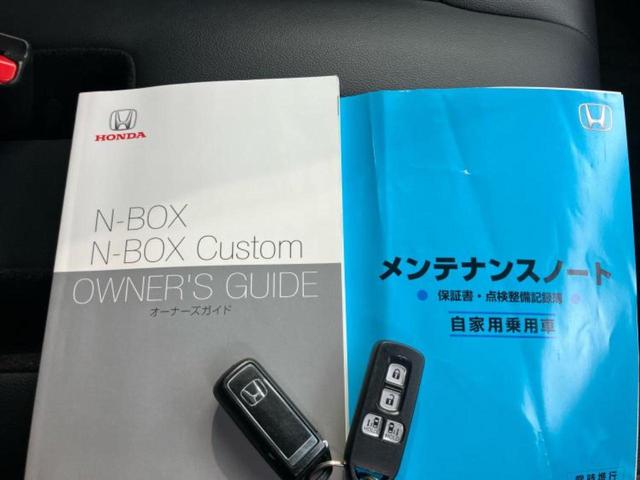 HONDA
N-BOX
N-BOX Custom
OWNER'S GUIDE
オーナーズガイド
メンテナンスノート
保証書・点検整備記録簿
自家用乗用車
HOLD
HOLD